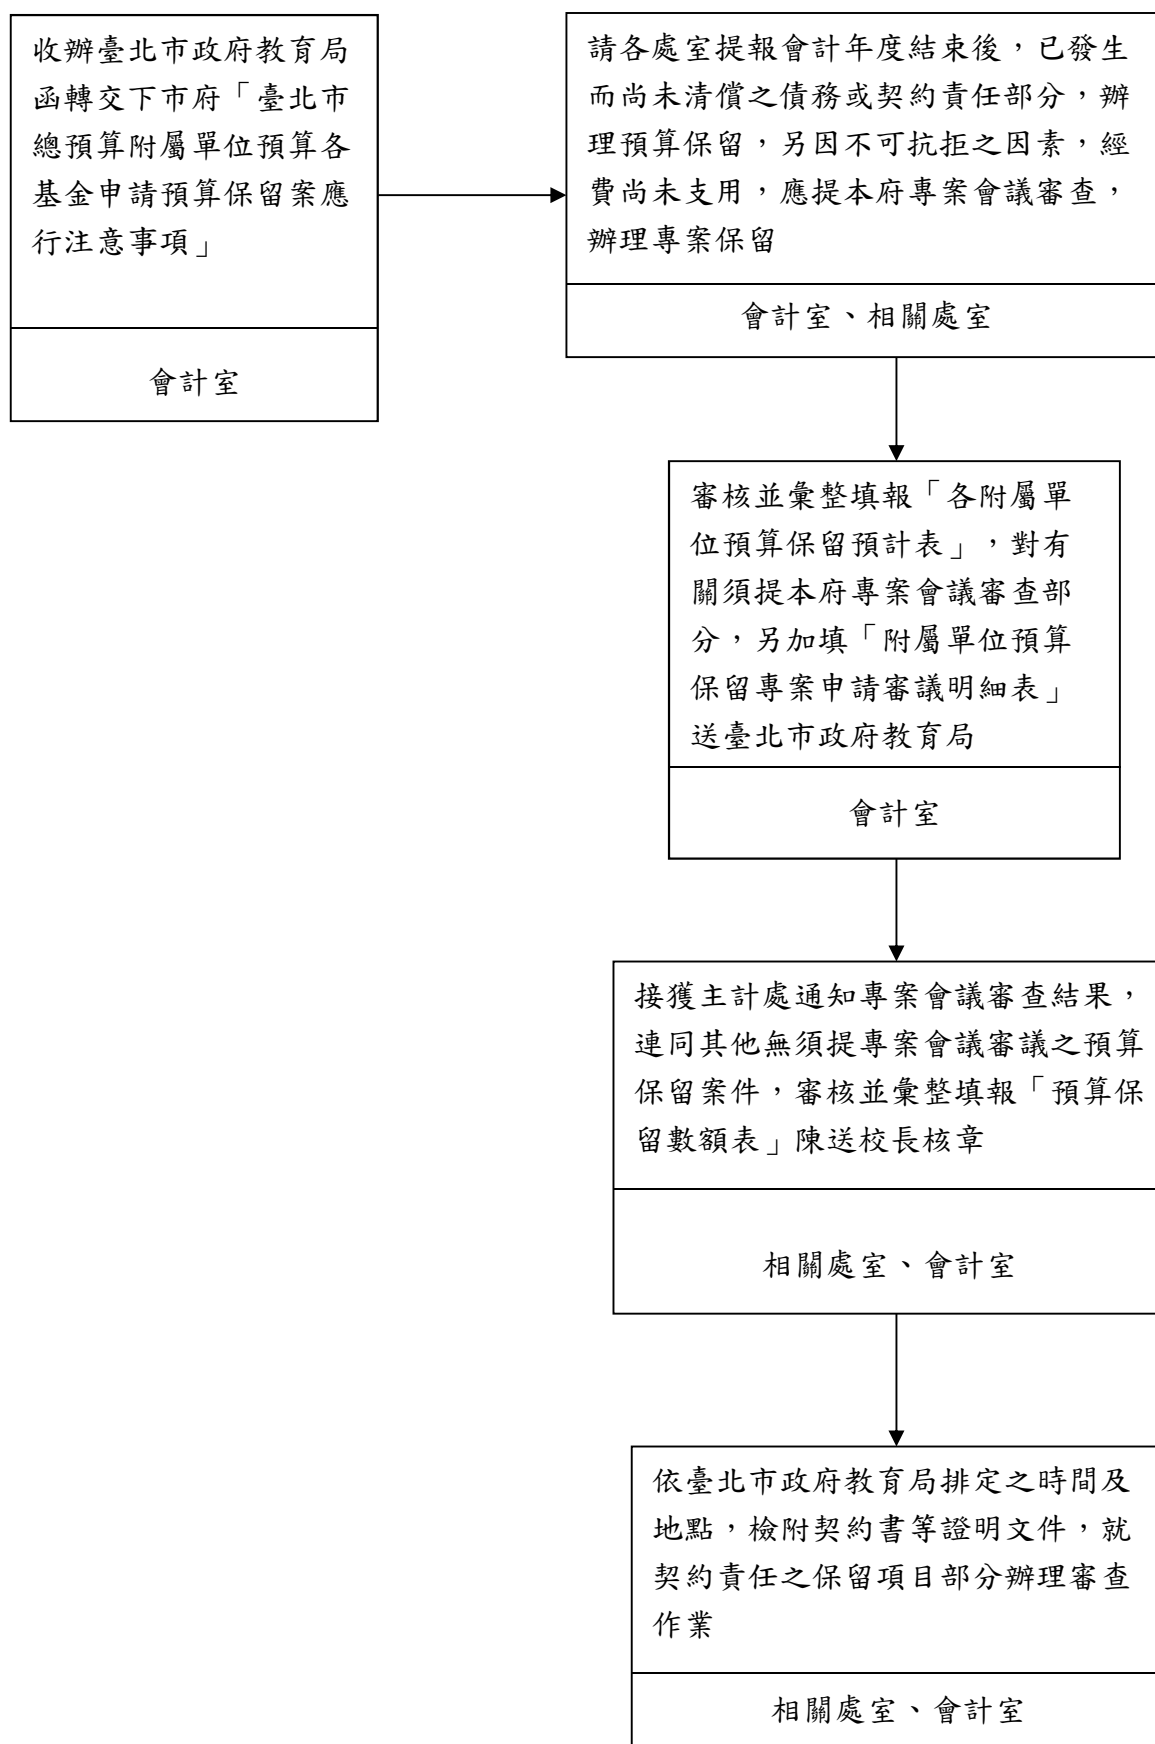 收辦臺北市政府教育局
函轉交下市府「臺北市
總預算附屬單位預算各
基金申請預算保留案應
行注意事項」
會計室
請各處室提報會計年度結束後，已發生
而尚未清償之債務或契約責任部分，辦
理預算保留，另因不可抗拒之因素，經
費尚未支用，應提本府專案會議審查，
辦理專案保留
會計室、相關處室
審核並彙整填報「各附屬單
位預算保留預計表」，對有
關須提本府專案會議審查部
分，另加填「附屬單位預算
保留專案申請審議明細表」
送臺北市政府教育局
會計室
接獲主計處通知專案會議審查結果，
連同其他無須提專案會議審議之預算
保留案件，審核並彙整填報「預算保
留數額表」陳送校長核章
相關處室、會計室
依臺北市政府教育局排定之時間及
地點，檢附契約書等證明文件，就
契約責任之保留項目部分辦理審查
作業
相關處室、會計室